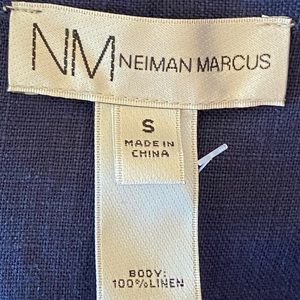 NM NEIMAN MARCUS
S
MADE IN
CHINA
BODY:
100% LINEN